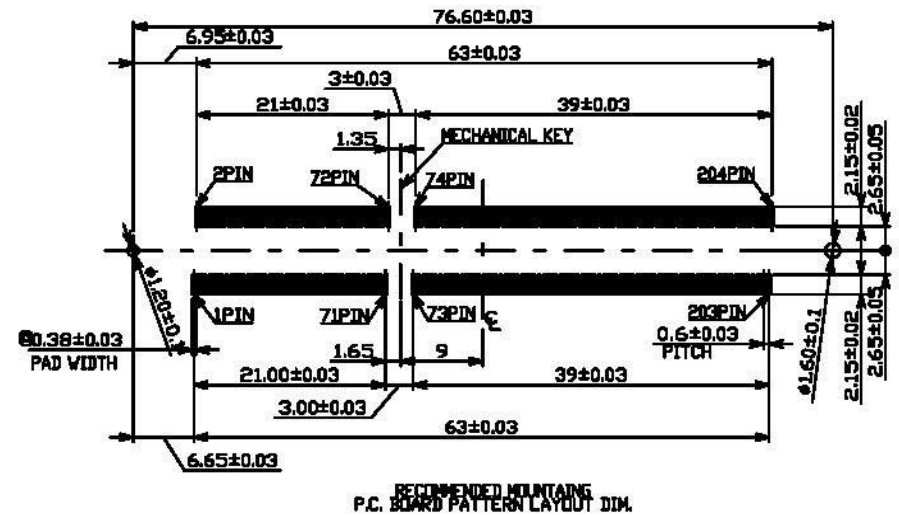 76.60±0.03
6.95±0.03
63±0.03
3±0.03
21±0.03
39±0.03
1.35
MECHANICAL KEY
2PIN
72PIN
74PIN
204PIN
2.15±0.02
2.65±0.05
ø1.20±0.1
1PIN
71PIN
73PIN
203PIN
0.38±0.03
PAD WIDTH
1.65
9
0.6±0.03
PITCH
ø1.60±0.1
2.15±0.02
2.65±0.05
21.00±0.03
39±0.03
3.00±0.03
63±0.03
6.65±0.03
RECOMMENDED MOUNTAING
P.C. BOARD PATTERN LAYOUT DIM.